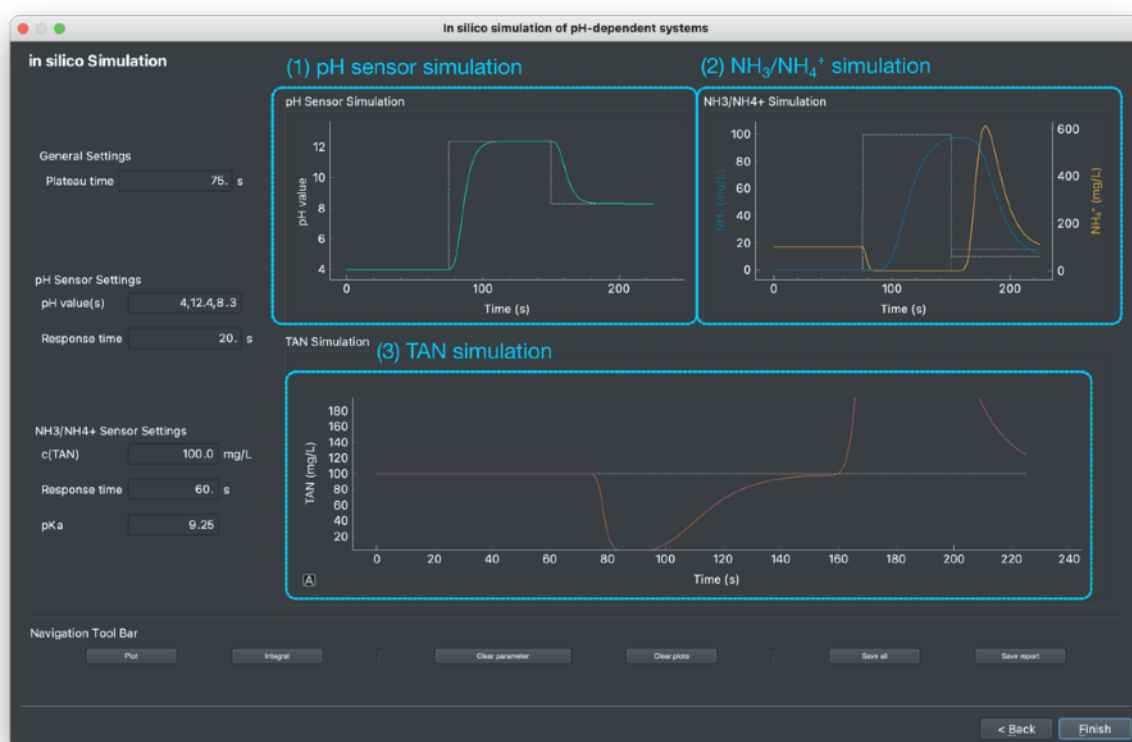 In silico simulation of pH-dependent systems
in silico Simulation
(1) pH sensor simulation
(2) NH₃/NH₄⁺ simulation
pH Sensor Simulation
NH3/NH4+ Simulation
General Settings
Plateau time 75. s
pH Sensor Settings
pH value(s) 4,12.4,8.3
Response time 20. s
NH3/NH4+ Sensor Settings
c(TAN) 100.0 mg/L
Response time 60. s
pKa 9.25
pH value
12
10
8
6
4
0 100 200
Time (s)
NH₃ (mg/L)
100
80
60
40
20
0
0 100 200
Time (s)
600
400
200
0
NH₄⁺ (mg/L)
TAN Simulation
(3) TAN simulation
TAN (mg/L)
180
160
140
120
100
80
60
40
20
0 20 40 60 80 100 120 140 160 180 200 220 240
Time (s)
A
Navigation Tool Bar
Plot Integral Clear parameter Clear plots Save all Save report
< Back Finish